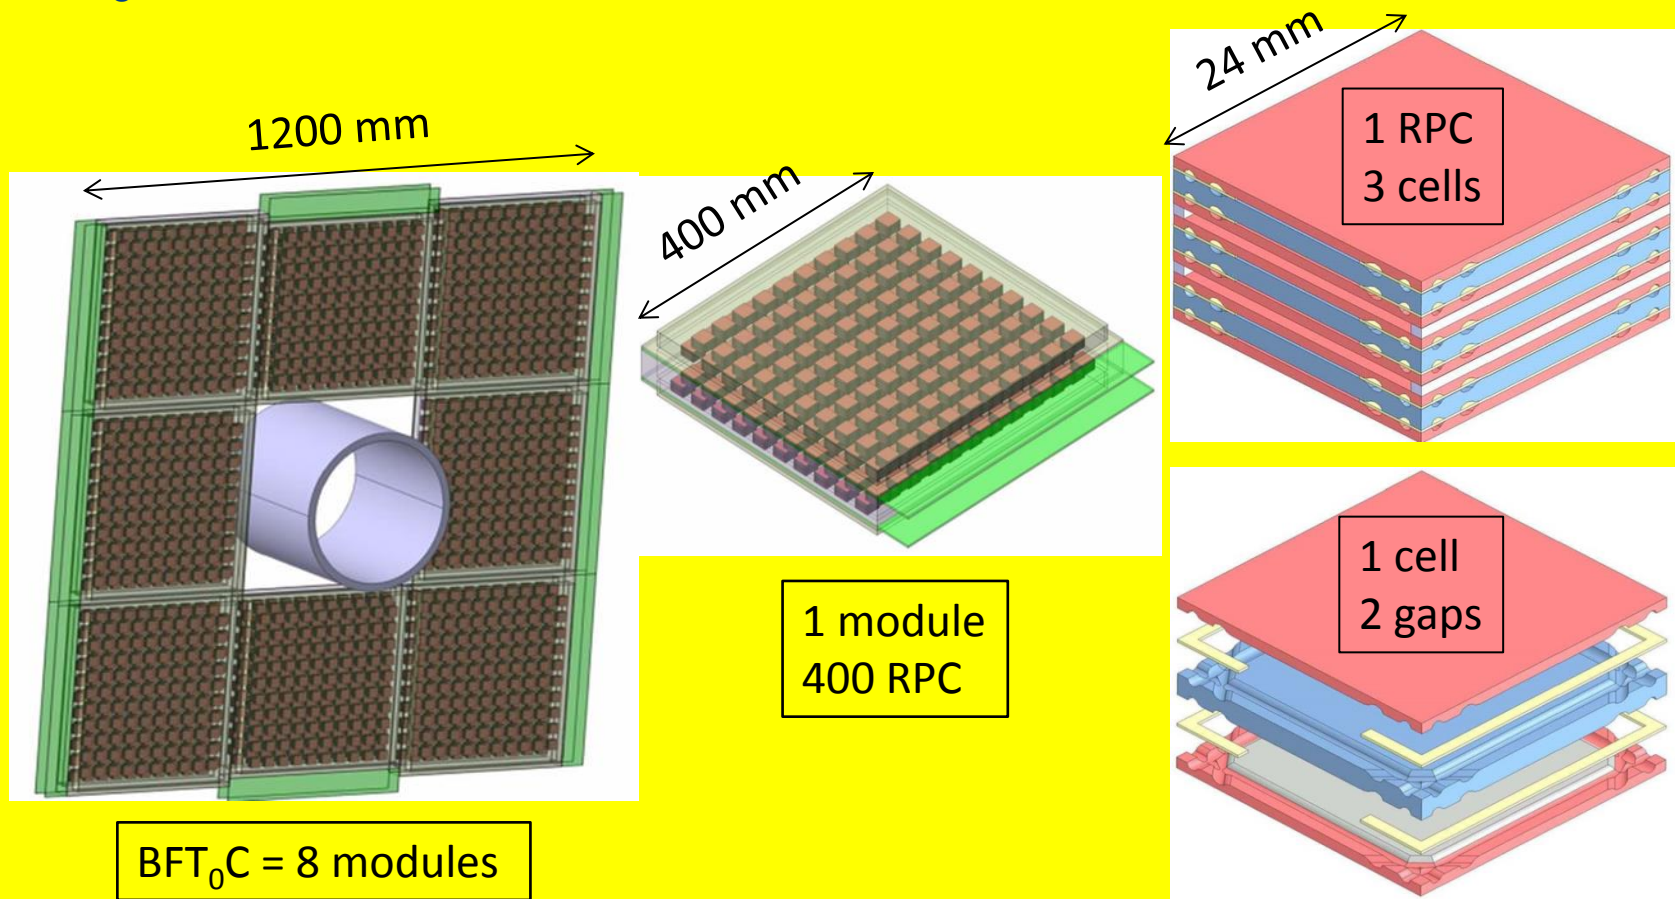 1200 mm
400 mm
24 mm
1 RPC
3 cells
1 cell
2 gaps
1 module
400 RPC
BFT₀C = 8 modules